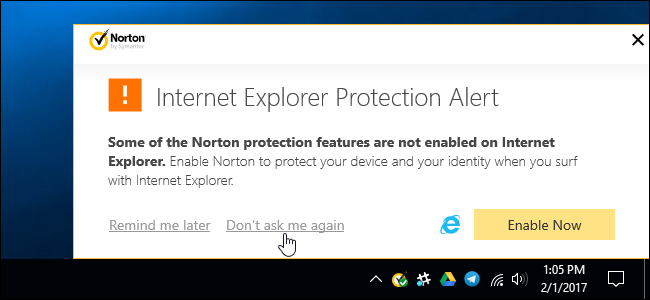 Norton
by Symantec
Internet Explorer Protection Alert
Some of the Norton protection features are not enabled on Internet
Explorer. Enable Norton to protect your device and your identity when you surf
with Internet Explorer.
Remind me later Don't ask me again Enable Now
1:05 PM
2/1/2017